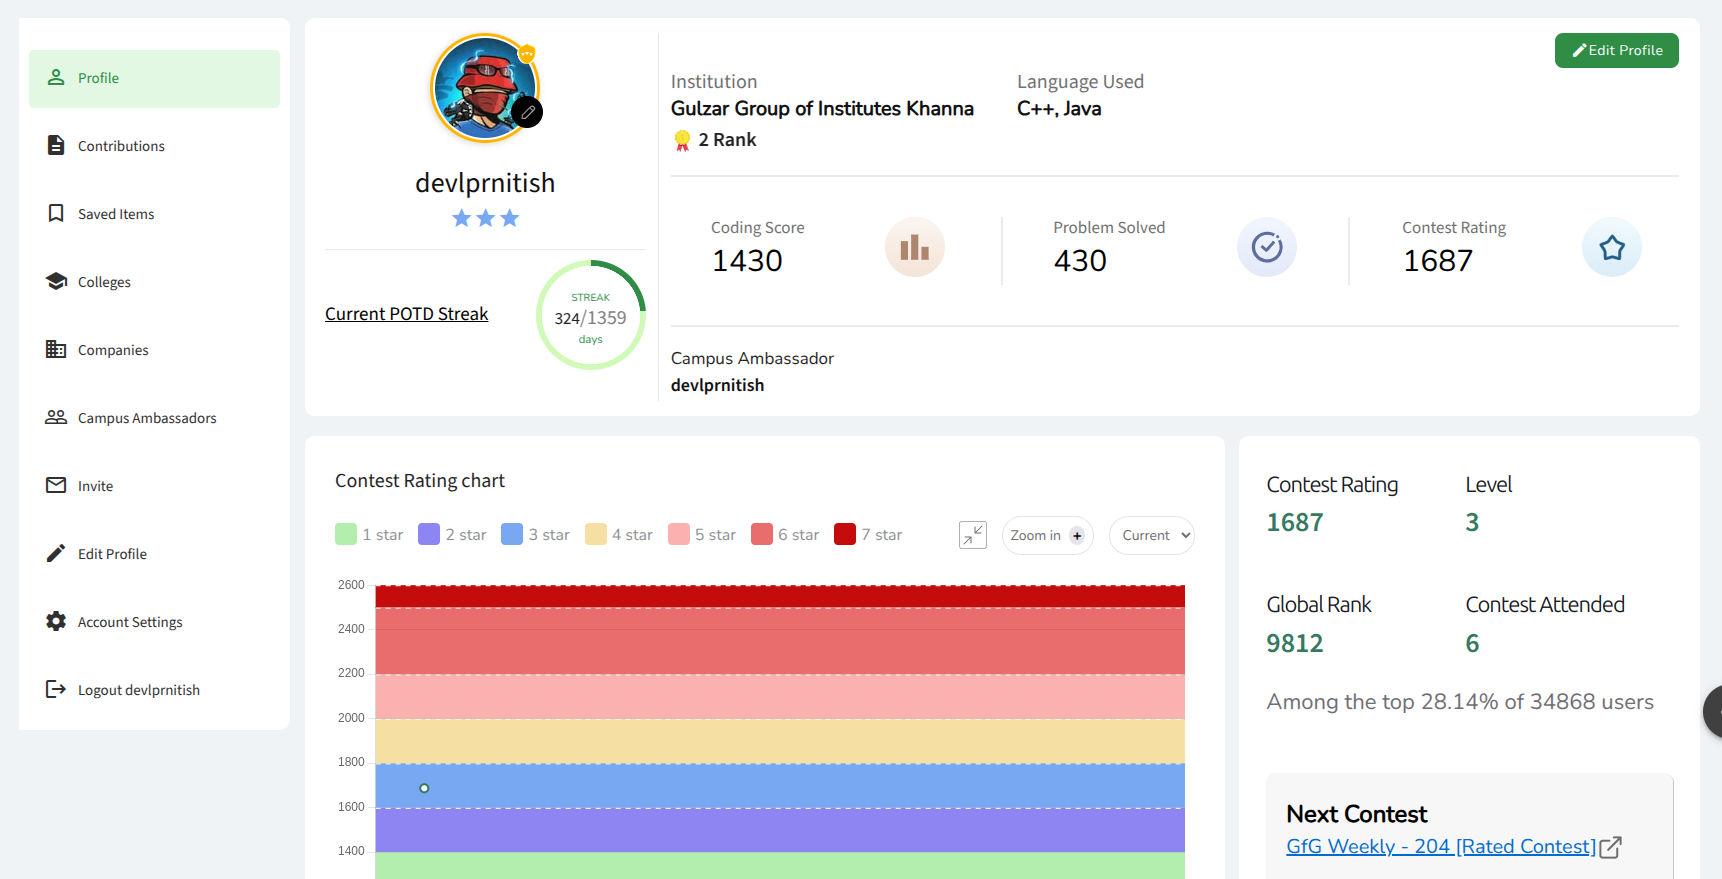 Profile
Contributions
Saved Items
Colleges
Companies
Campus Ambassadors
Invite
Edit Profile
Account Settings
Logout devlprnitish
devlprnitish
Current POTD Streak
STREAK
324/1359
days
Edit Profile
Institution
Gulzar Group of Institutes Khanna
2 Rank
Language Used
C++, Java
Coding Score
1430
Problem Solved
430
Contest Rating
1687
Campus Ambassador
devlprnitish
Contest Rating chart
1 star 2 star 3 star 4 star 5 star 6 star 7 star
Zoom in +
Current
2600
2400
2200
2000
1800
1600
1400
Contest Rating
1687
Level
3
Global Rank
9812
Contest Attended
6
Among the top 28.14% of 34868 users
Next Contest
GfG Weekly - 204 [Rated Contest]